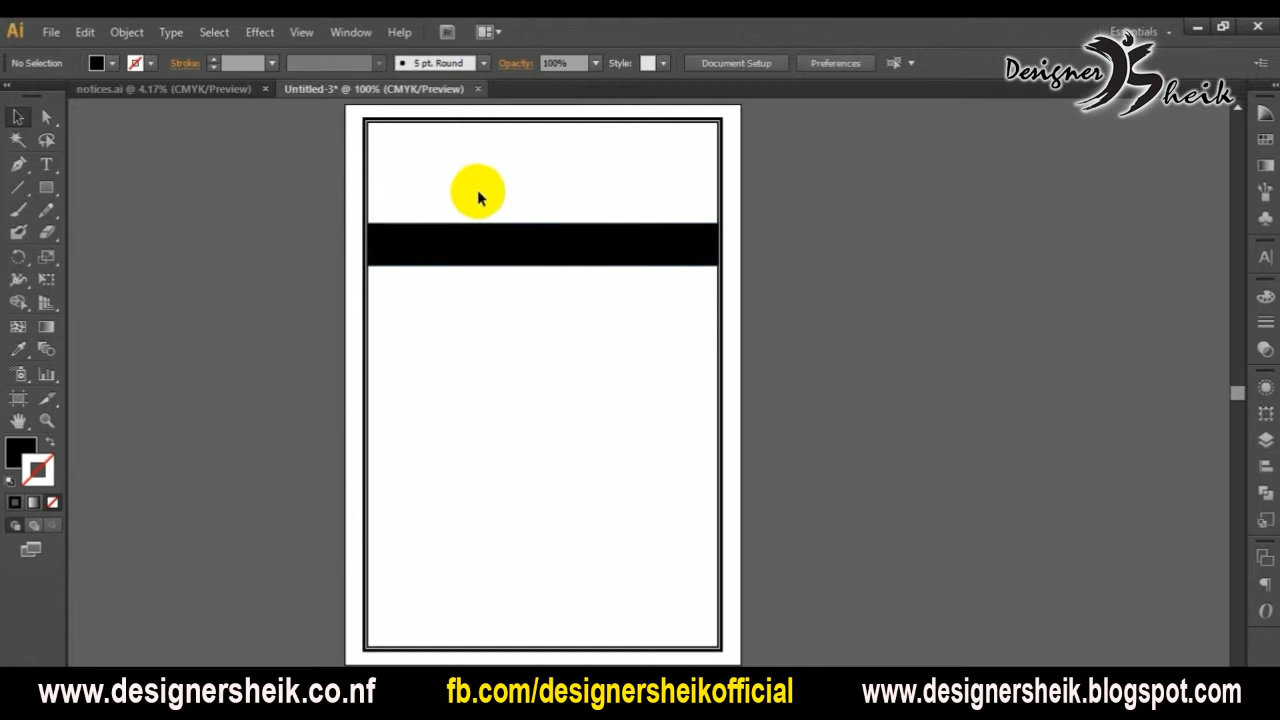 Ai File Edit Object Type Select Effect View Window Help Br Essentials
No Selection Stroke: 5 pt. Round Opacity: 100% Style: Document Setup Preferences
Designer Sheik
notices.ai @ 4.17% (CMYK/Preview) × Untitled-3* @ 100% (CMYK/Preview) ×
www.designersheik.co.nf fb.com/designersheikofficial www.designersheik.blogspot.com